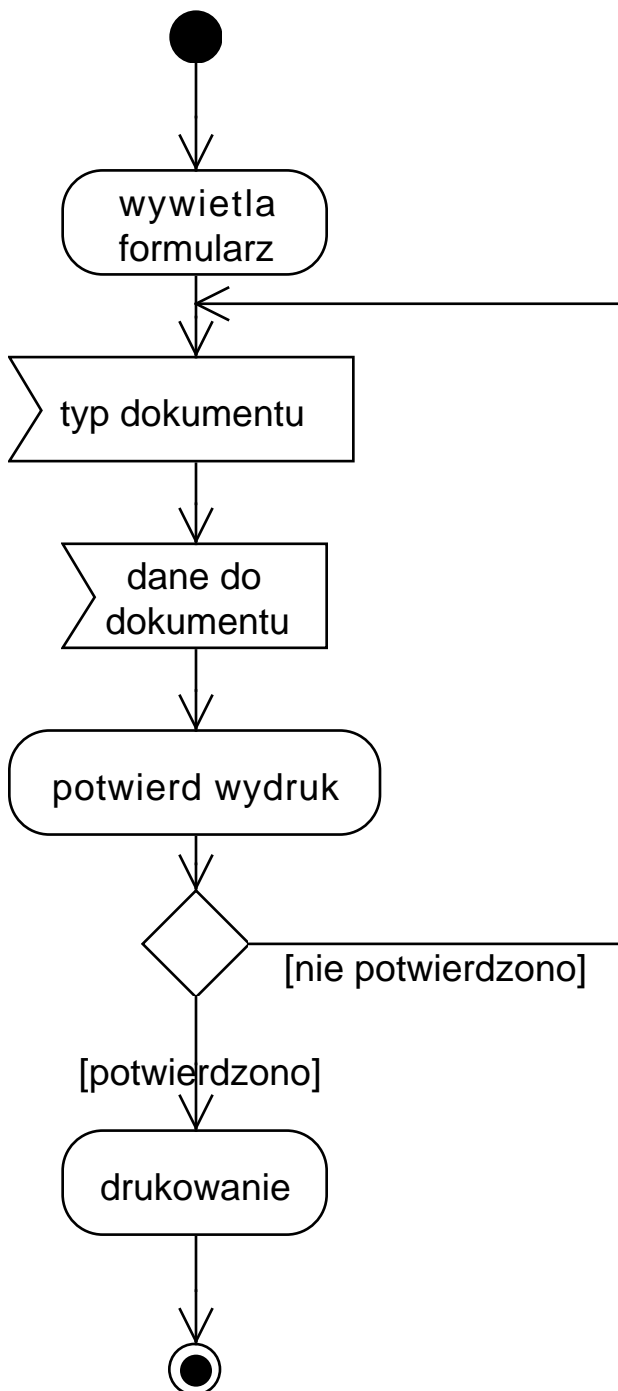 wywietla
formularz
typ dokumentu
dane do
dokumentu
potwierd wydruk
[nie potwierdzono]
[potwierdzono]
drukowanie